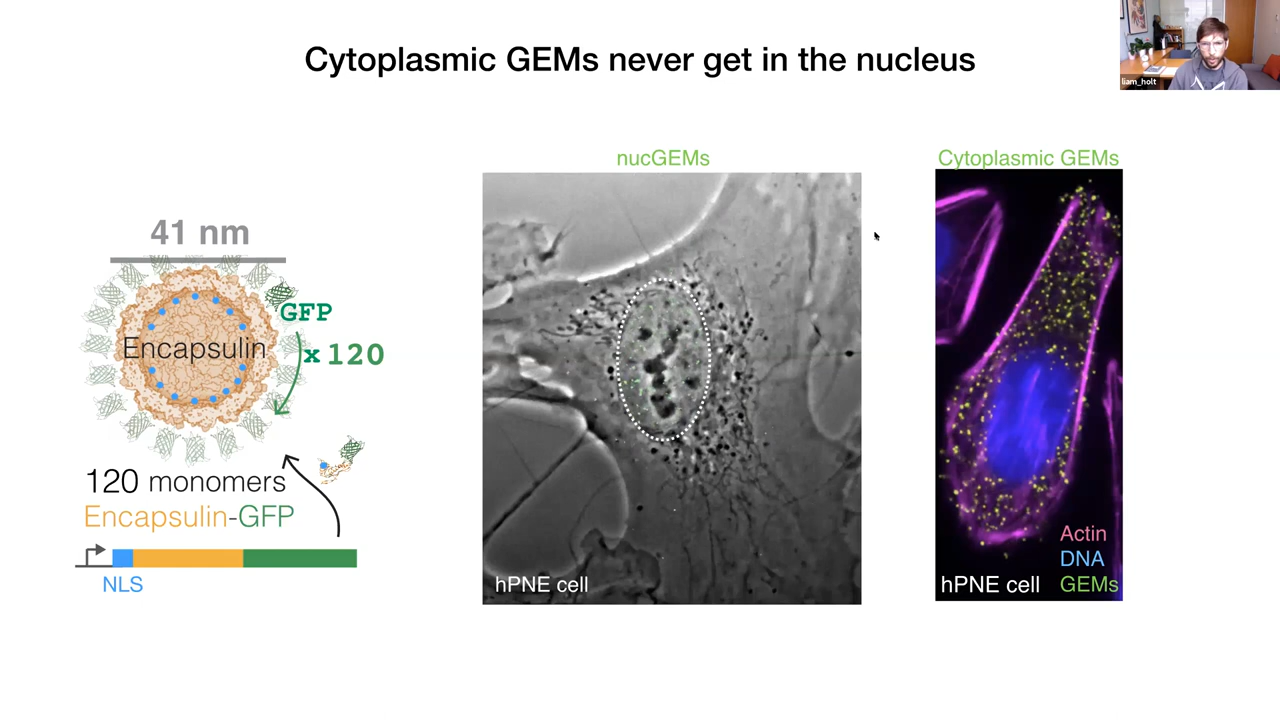 Cytoplasmic GEMs never get in the nucleus
liam_holt
41 nm
GFP
x 120
Encapsulin
120 monomers
Encapsulin-GFP
NLS
nucGEMs
hPNE cell
Cytoplasmic GEMs
Actin
DNA
GEMs
hPNE cell